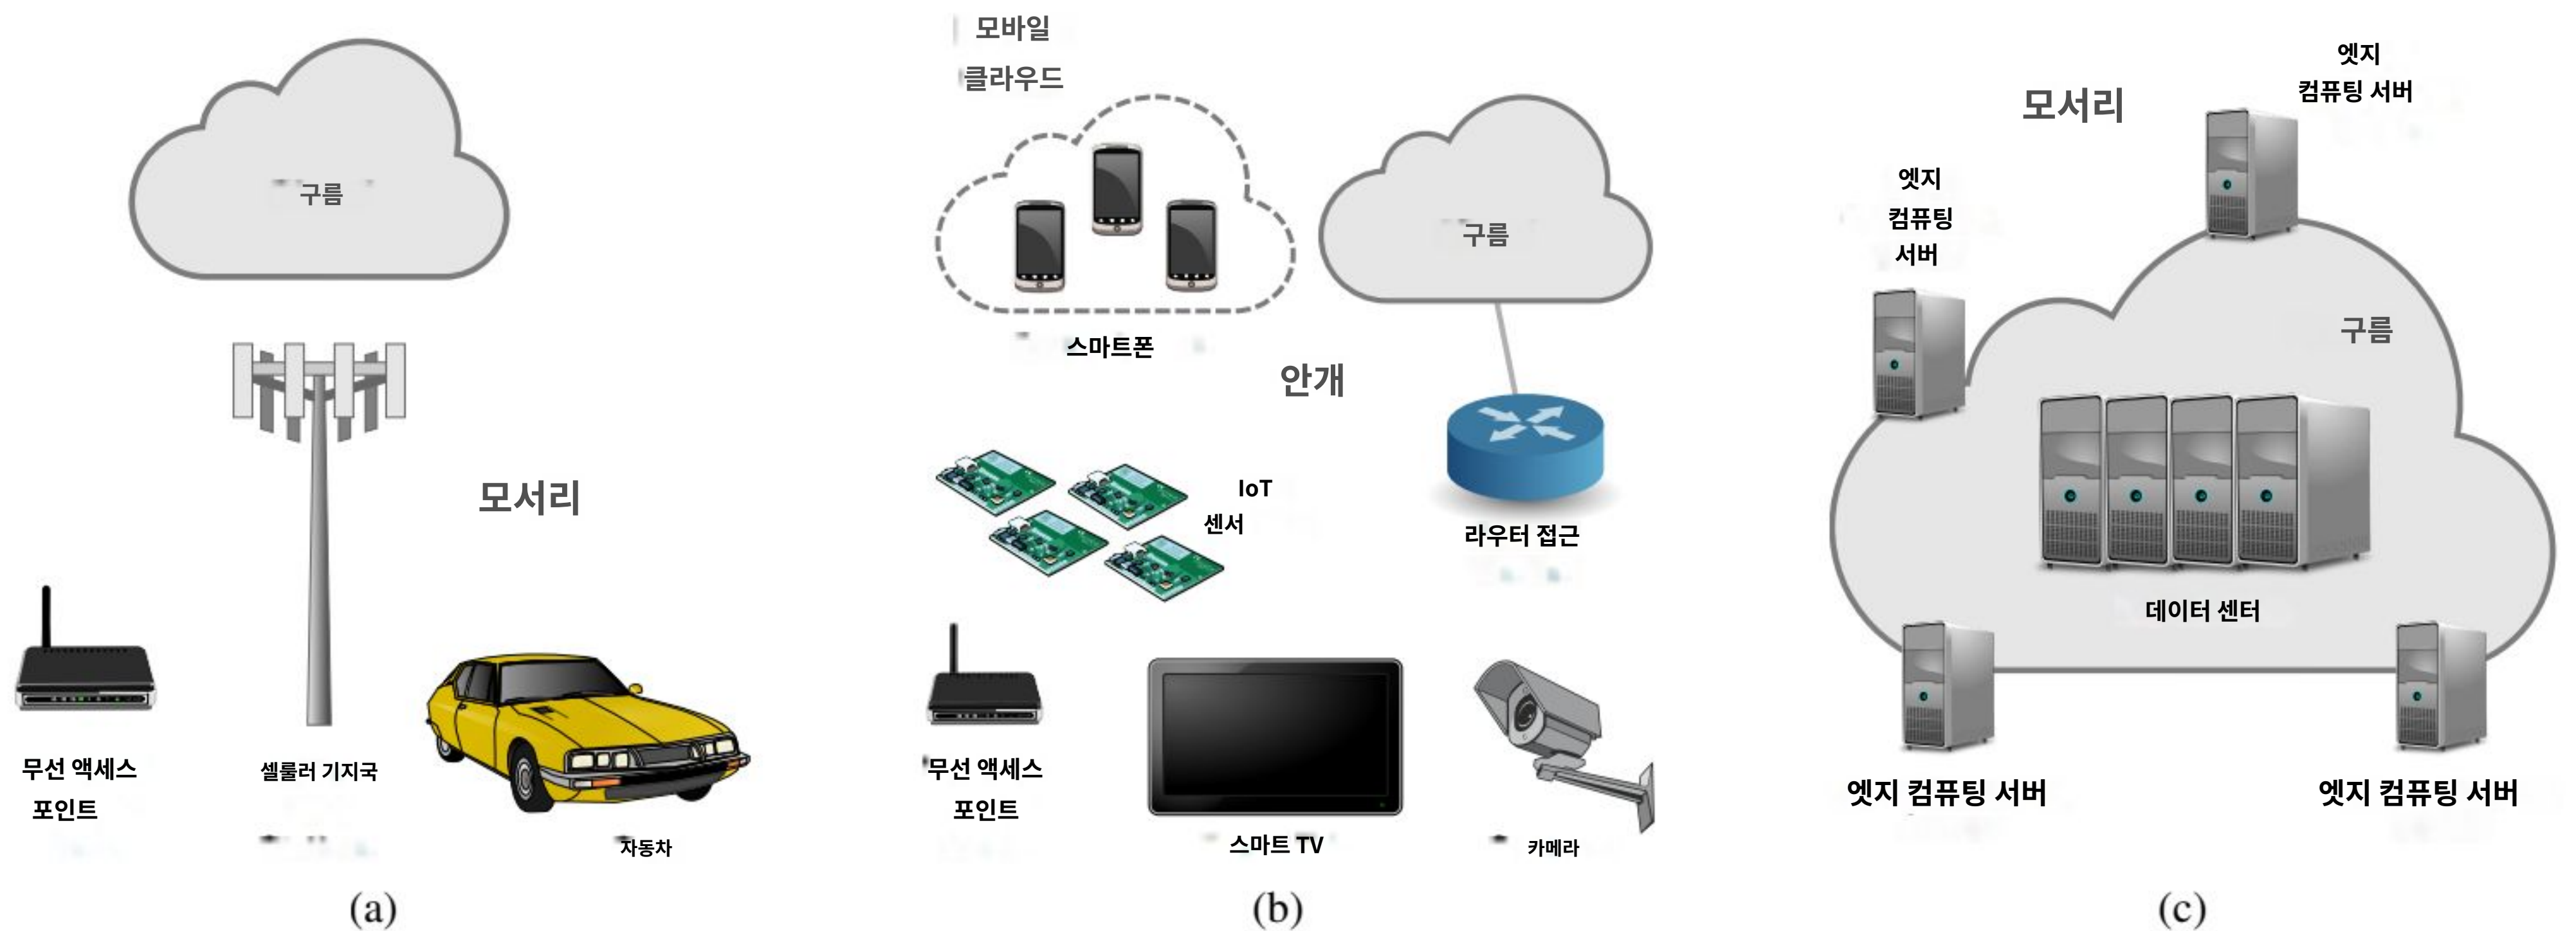 구름
모서리
무선 액세스
포인트
셀룰러 기지국
자동차
(a)
모바일
클라우드
구름
스마트폰
안개
IoT
센서
라우터 접근
무선 액세스
포인트
스마트 TV
카메라
(b)
엣지
컴퓨팅 서버
모서리
엣지
컴퓨팅
서버
구름
데이터 센터
엣지 컴퓨팅 서버
엣지 컴퓨팅 서버
(c)